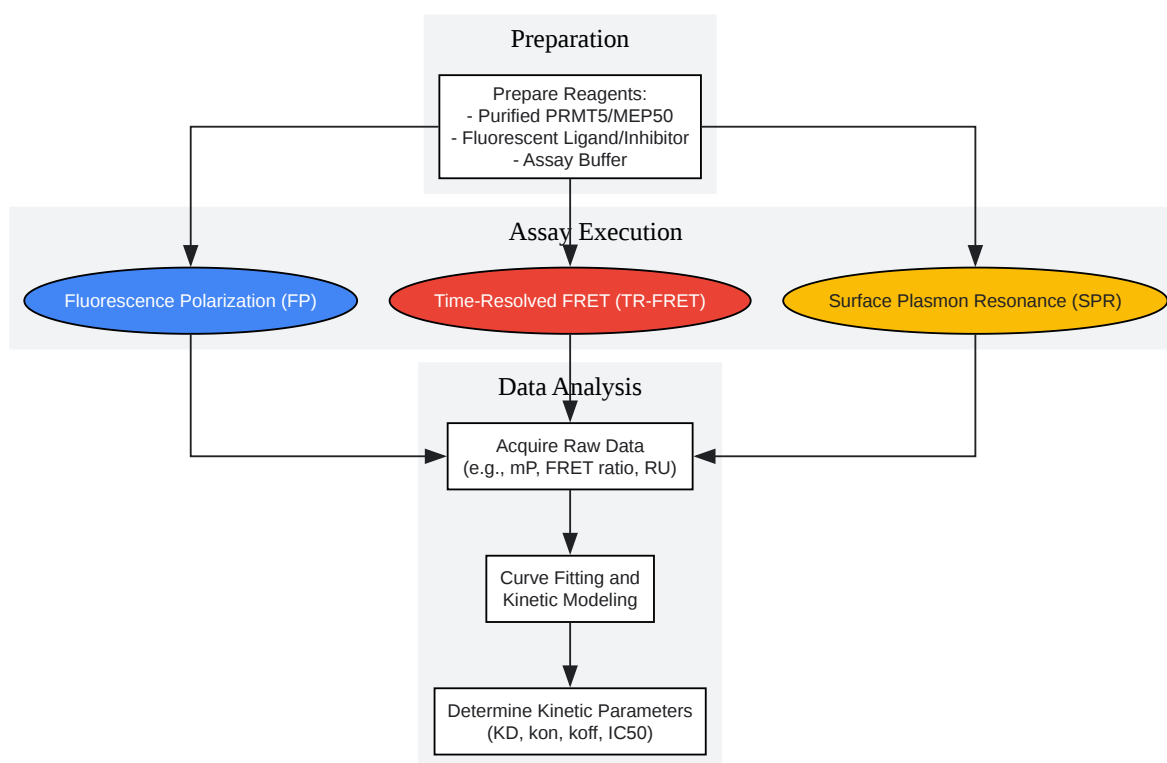 Preparation
Prepare Reagents:
- Purified PRMT5/MEP50
- Fluorescent Ligand/Inhibitor
- Assay Buffer
Assay Execution
Fluorescence Polarization (FP)
Time-Resolved FRET (TR-FRET)
Surface Plasmon Resonance (SPR)
Data Analysis
Acquire Raw Data
(e.g., mP, FRET ratio, RU)
Curve Fitting and
Kinetic Modeling
Determine Kinetic Parameters
(KD, kon, koff, IC50)